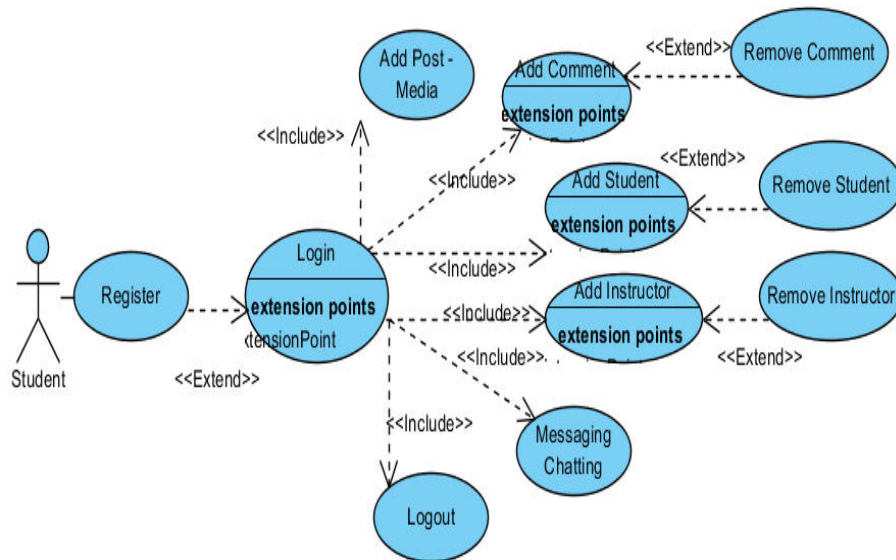 Add Post -
Media
<<Include>>
Add Comment
extension points
<<Extend>>
Remove Comment
<<Include>>
Add Student
extension points
<<Extend>>
Remove Student
Login
extension points
tensionPoint
<<Include>>
Add Instructor
extension points
<<Include>>
Remove Instructor
<<Extend>>
Register
<<Extend>>
Student
<<Include>>
Messaging
Chatting
<<Include>>
Logout